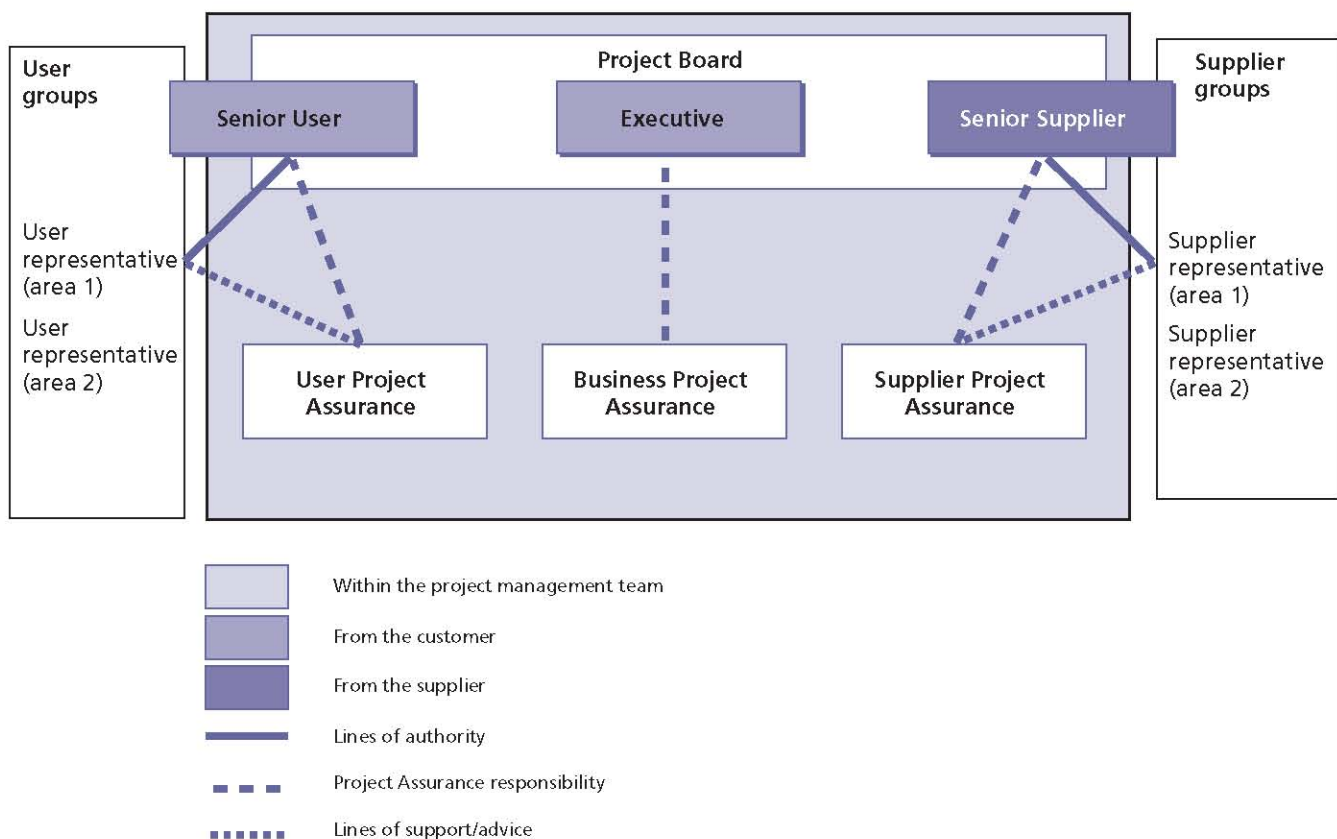 User
groups
Project Board
Supplier
groups
Senior User
Executive
Senior Supplier
User
representative
(area 1)
User
representative
(area 2)
Supplier
representative
(area 1)
Supplier
representative
(area 2)
User Project
Assurance
Business Project
Assurance
Supplier Project
Assurance
Within the project management team
From the customer
From the supplier
Lines of authority
Project Assurance responsibility
Lines of support/advice